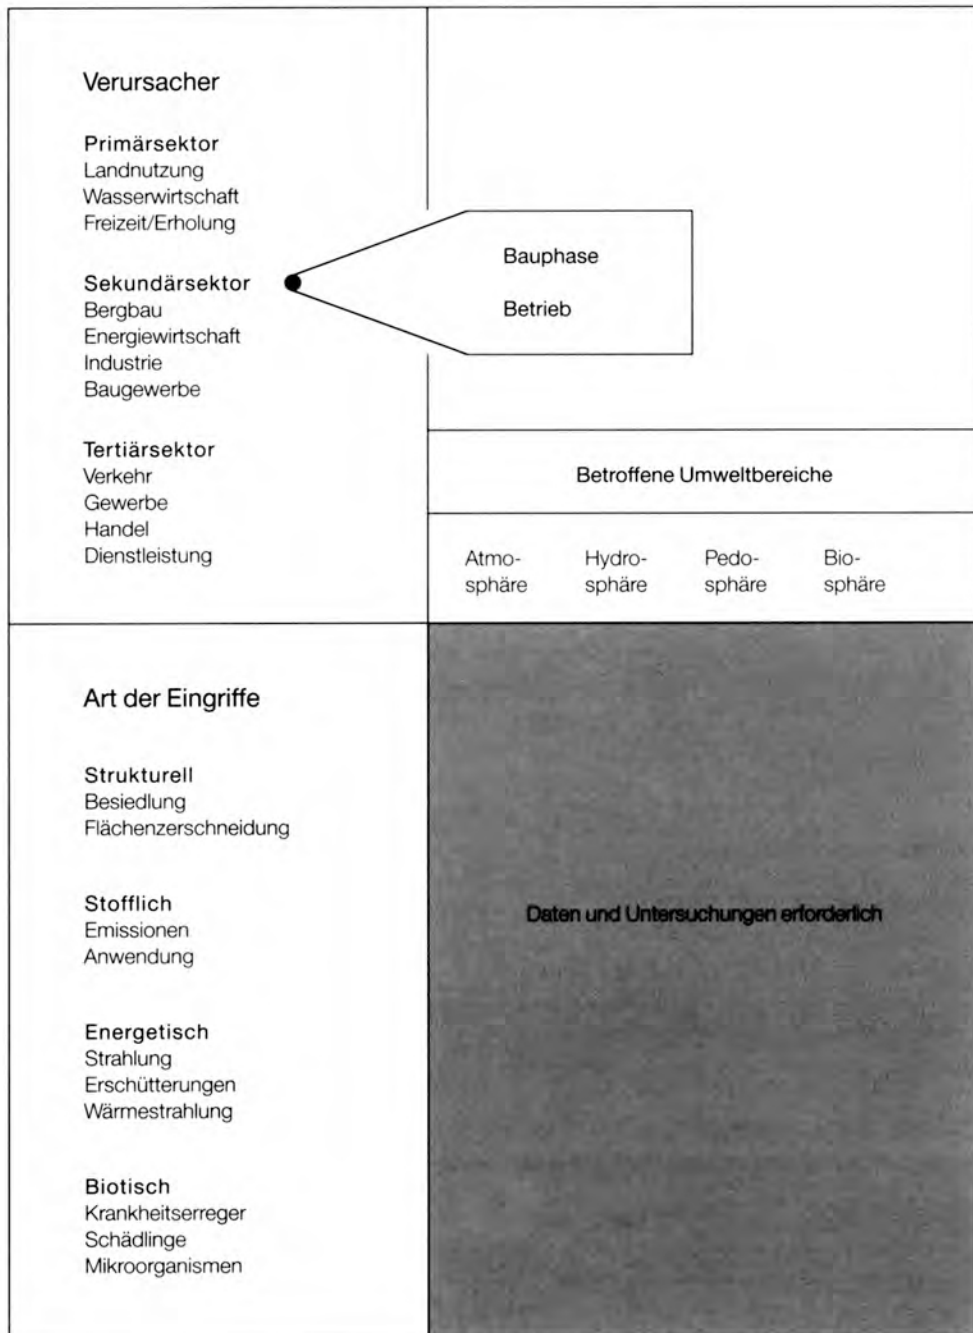 Verursacher
Primärsektor
Landnutzung
Wasserwirtschaft
Freizeit/Erholung
Sekundärsektor
Bergbau
Energiewirtschaft
Industrie
Baugewerbe
Tertiärsektor
Verkehr
Gewerbe
Handel
Dienstleistung
Bauphase
Betrieb
Betroffene Umweltbereiche
Atmo-
sphäre
Hydro-
sphäre
Pedo-
sphäre
Bio-
sphäre
Art der Eingriffe
Strukturell
Besiedlung
Flächenzerschneidung
Stofflich
Emissionen
Anwendung
Energetisch
Strahlung
Erschütterungen
Wärmestrahlung
Biotisch
Krankheitserreger
Schädlinge
Mikroorganismen
Daten und Untersuchungen erforderlich